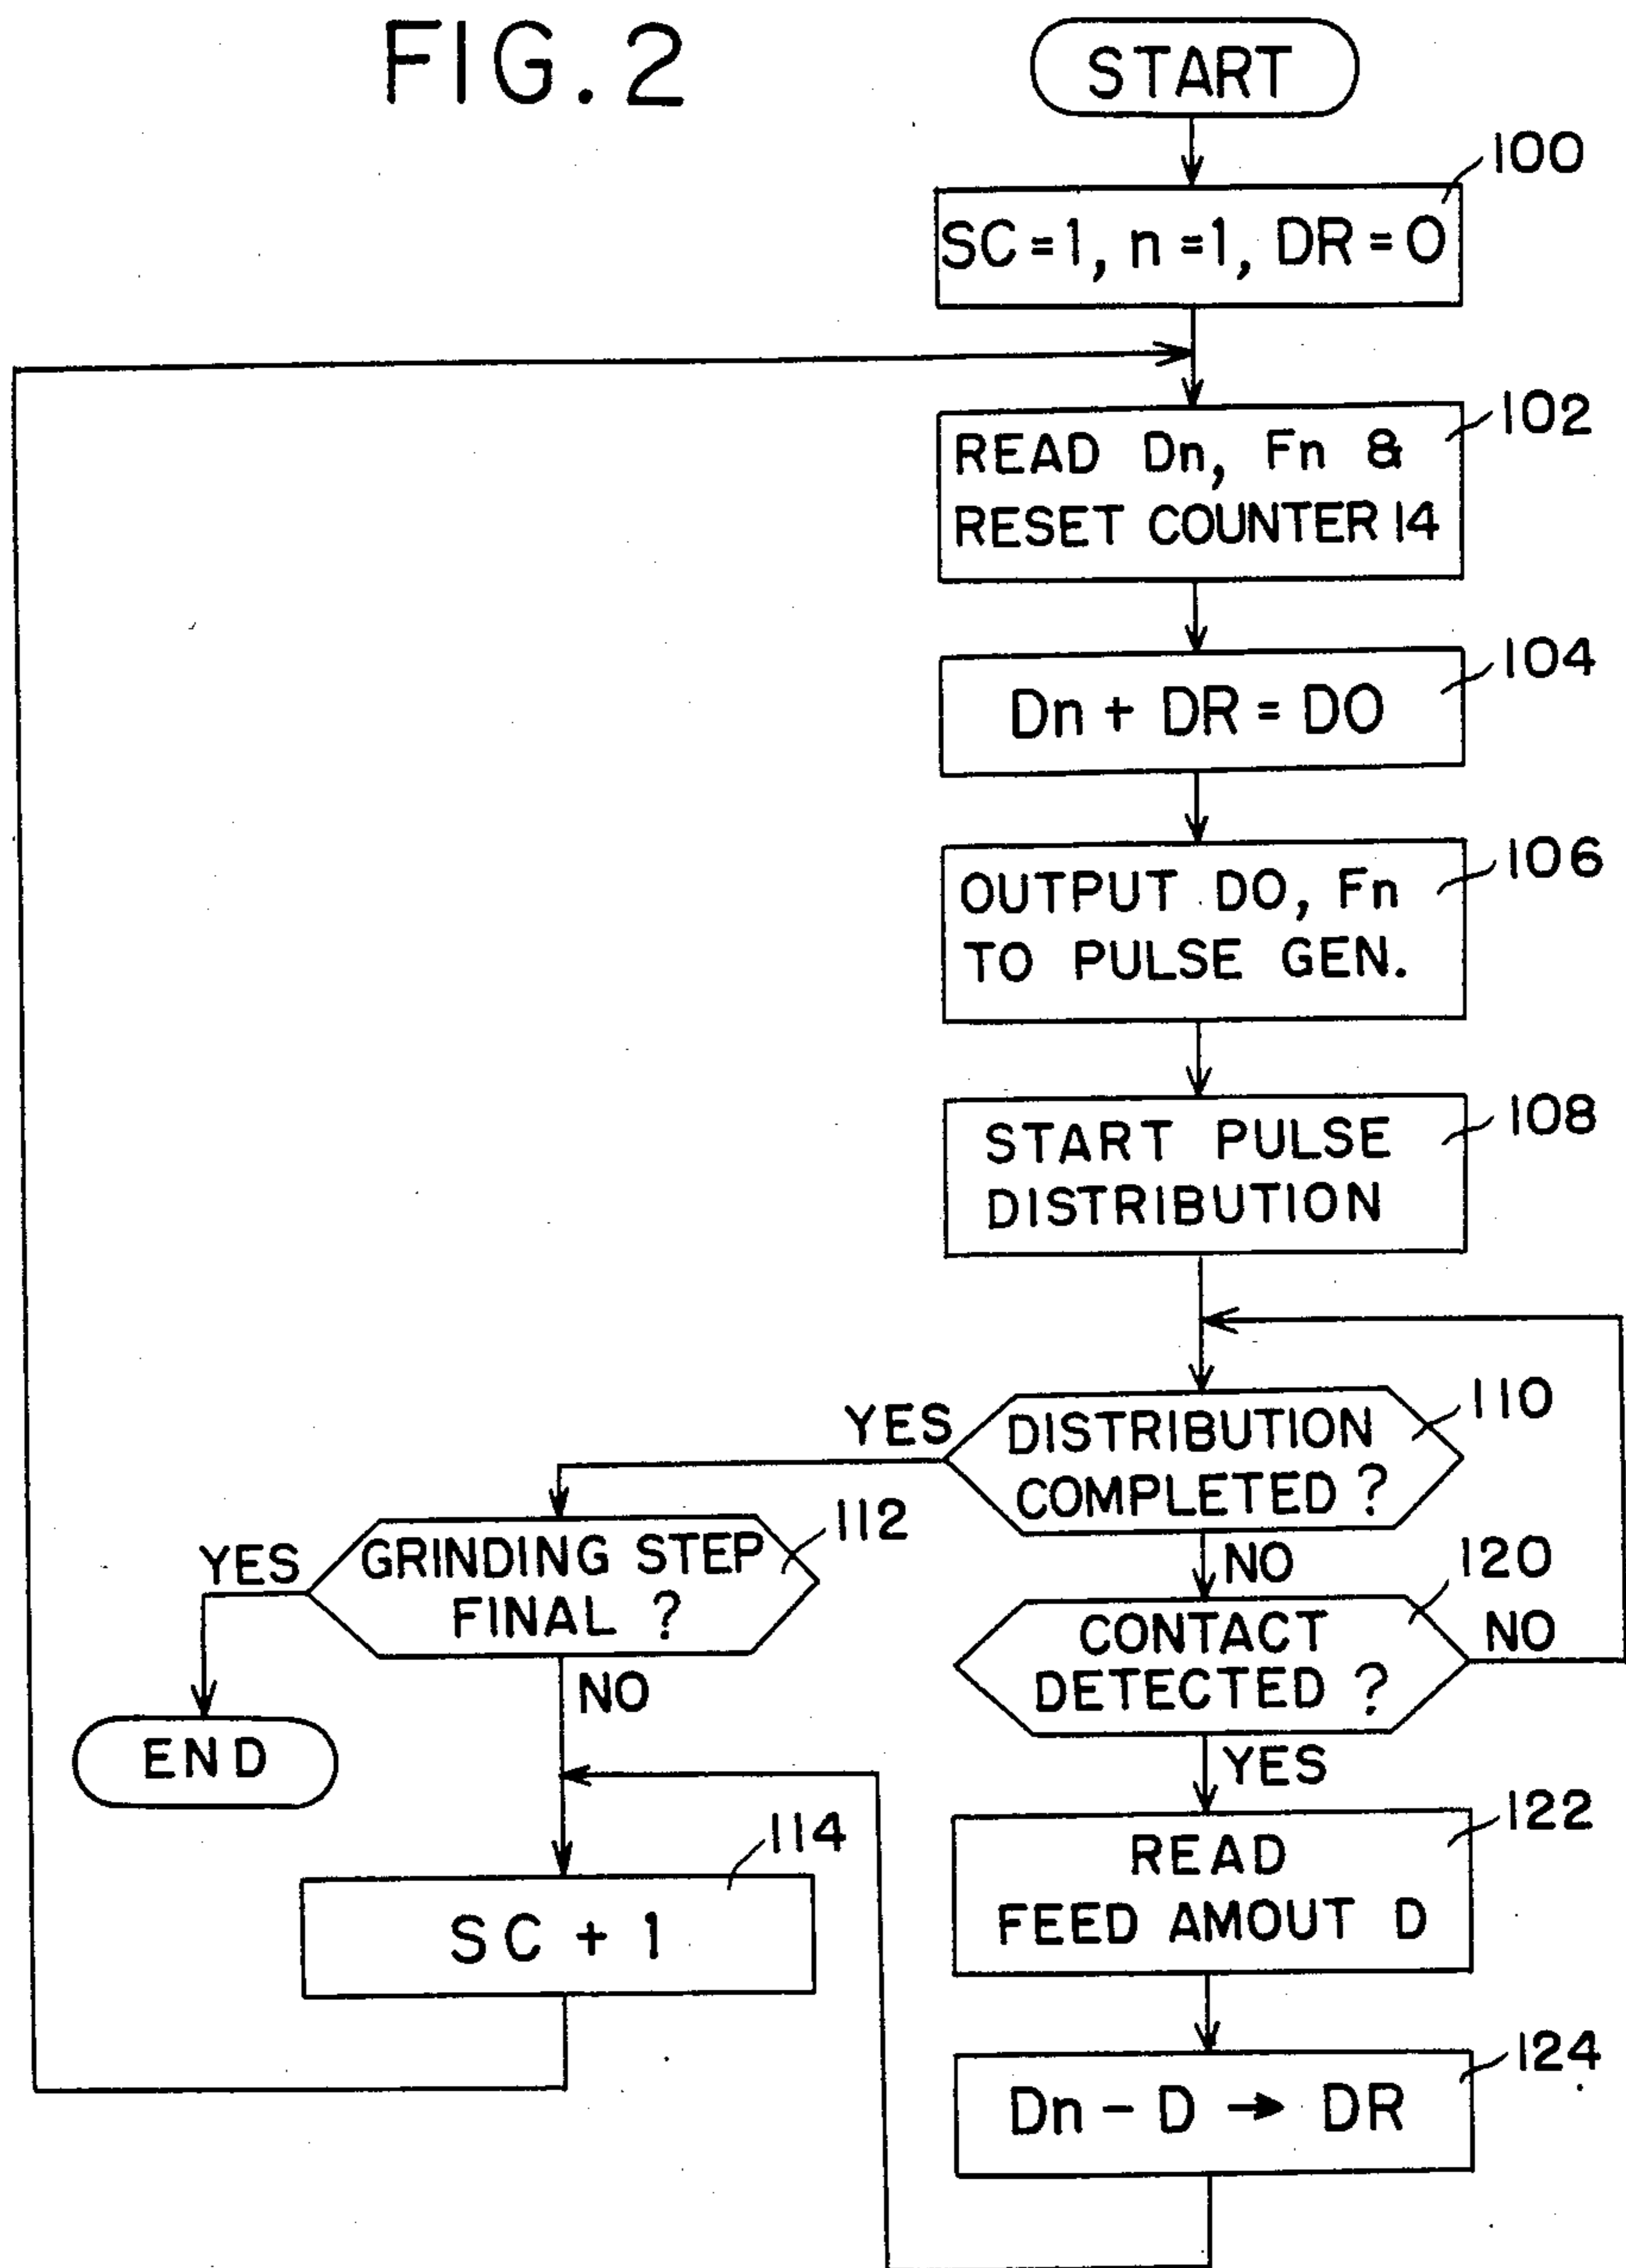 FIG. 2
START
100
SC = 1, n = 1, DR = 0
102
READ Dn, Fn &
RESET COUNTER 14
104
Dn + DR = DO
106
OUTPUT DO, Fn
TO PULSE GEN.
108
START PULSE
DISTRIBUTION
110
YES
DISTRIBUTION
COMPLETED ?
NO
112
YES
GRINDING STEP
FINAL ?
NO
120
CONTACT
DETECTED ?
NO
YES
END
114
SC + 1
122
READ
FEED AMOUT D
124
Dn - D → DR